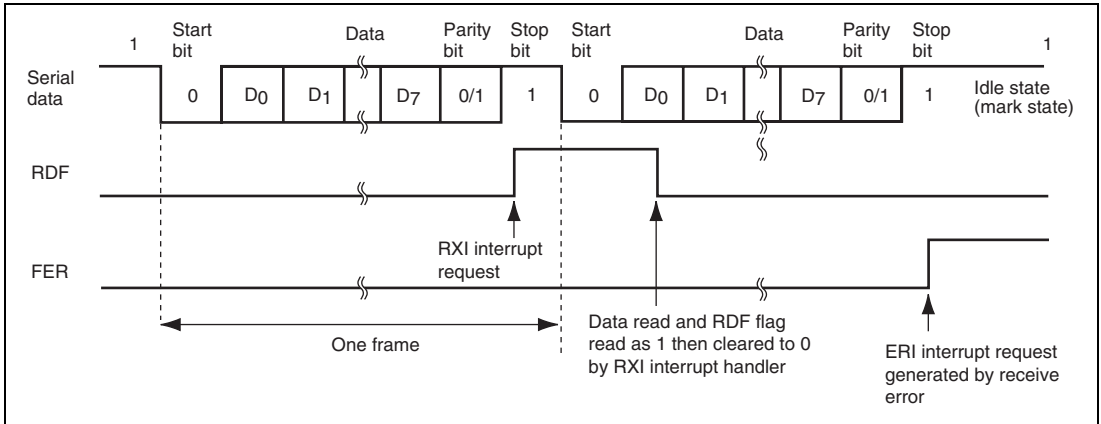 1
Start bit
Data
Parity bit
Stop bit
Start bit
Data
Parity bit
Stop bit
1
Serial data
0 D0 D1 D7 0/1 1 0 D0 D1 D7 0/1 1
Idle state
(mark state)
RDF
RXI interrupt
request
FER
One frame
Data read and RDF flag
read as 1 then cleared to 0
by RXI interrupt handler
ERI interrupt request
generated by receive
error